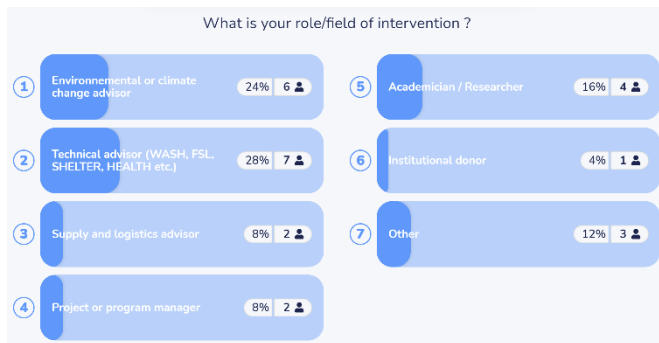 What is your role/field of intervention ?
1
Environnemental or climate
change advisor
24% 6
2
Technical advisor (WASH, FSL,
SHELTER, HEALTH etc.)
28% 7
3
Supply and logistics advisor
8% 2
4
Project or program manager
8% 2
5
Academician / Researcher
16% 4
6
Institutional donor
4% 1
7
Other
12% 3